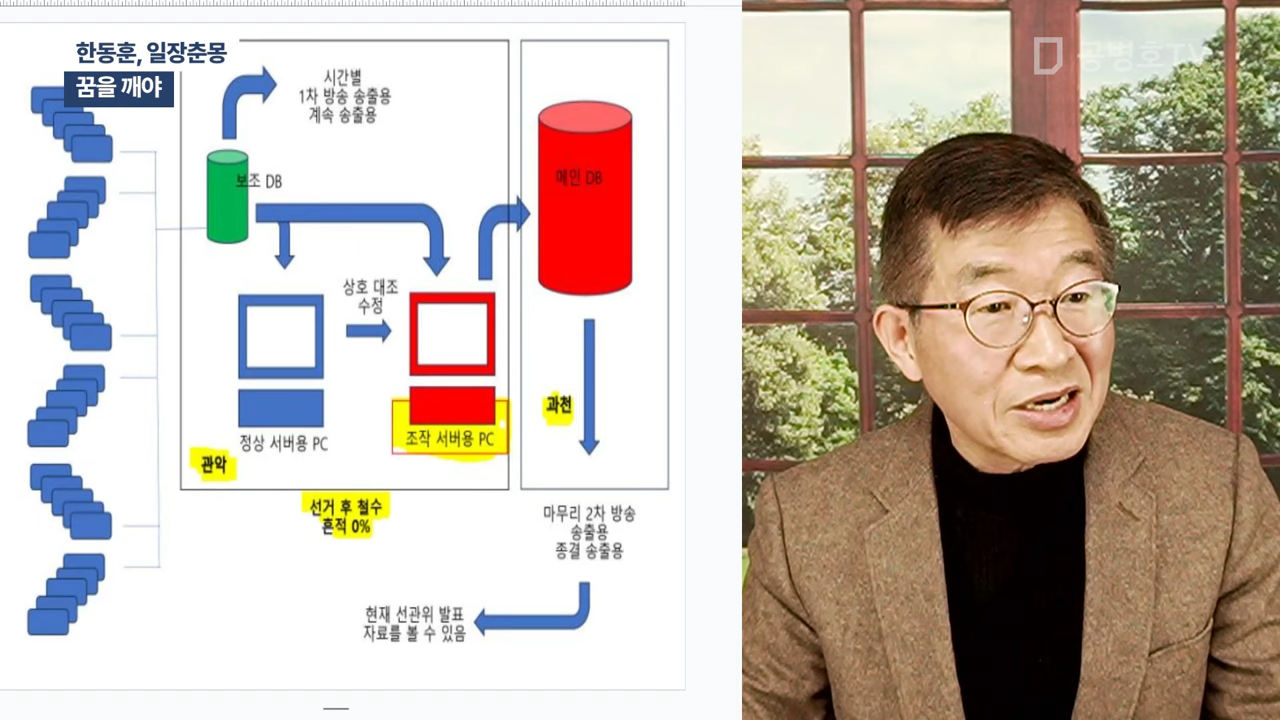 한동훈, 일장춘몽
꿈을 깨야
공병호TV
시간별
1차 방송 송출용
계속 송출용
보조 DB
메인 DB
상호 대조
수정
정상 서버용 PC
조작 서버용 PC
관악
과천
선거 후 철수
흔적 0%
마무리 2차 방송
송출용
종결 송출용
현재 선관위 발표
자료를 볼 수 있음